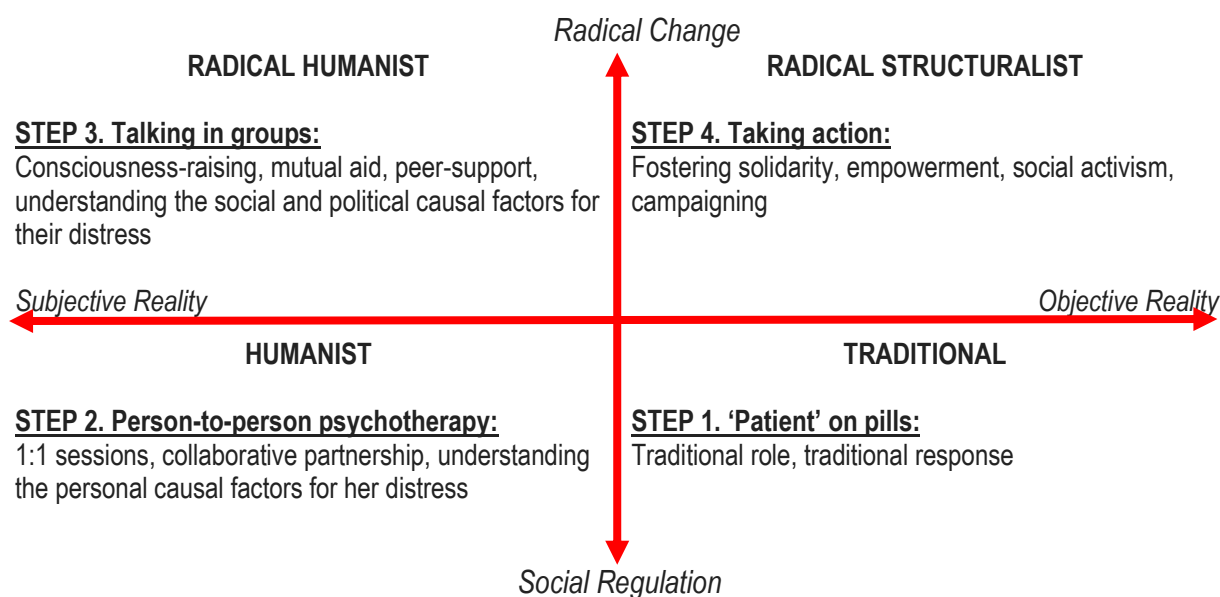 Radical Change
RADICAL HUMANIST
RADICAL STRUCTURALIST
STEP 3. Talking in groups:
Consciousness-raising, mutual aid, peer-support,
understanding the social and political causal factors for
their distress
STEP 4. Taking action:
Fostering solidarity, empowerment, social activism,
campaigning
Subjective Reality
Objective Reality
HUMANIST
TRADITIONAL
STEP 2. Person-to-person psychotherapy:
1:1 sessions, collaborative partnership, understanding
the personal causal factors for her distress
STEP 1. ‘Patient’ on pills:
Traditional role, traditional response
Social Regulation